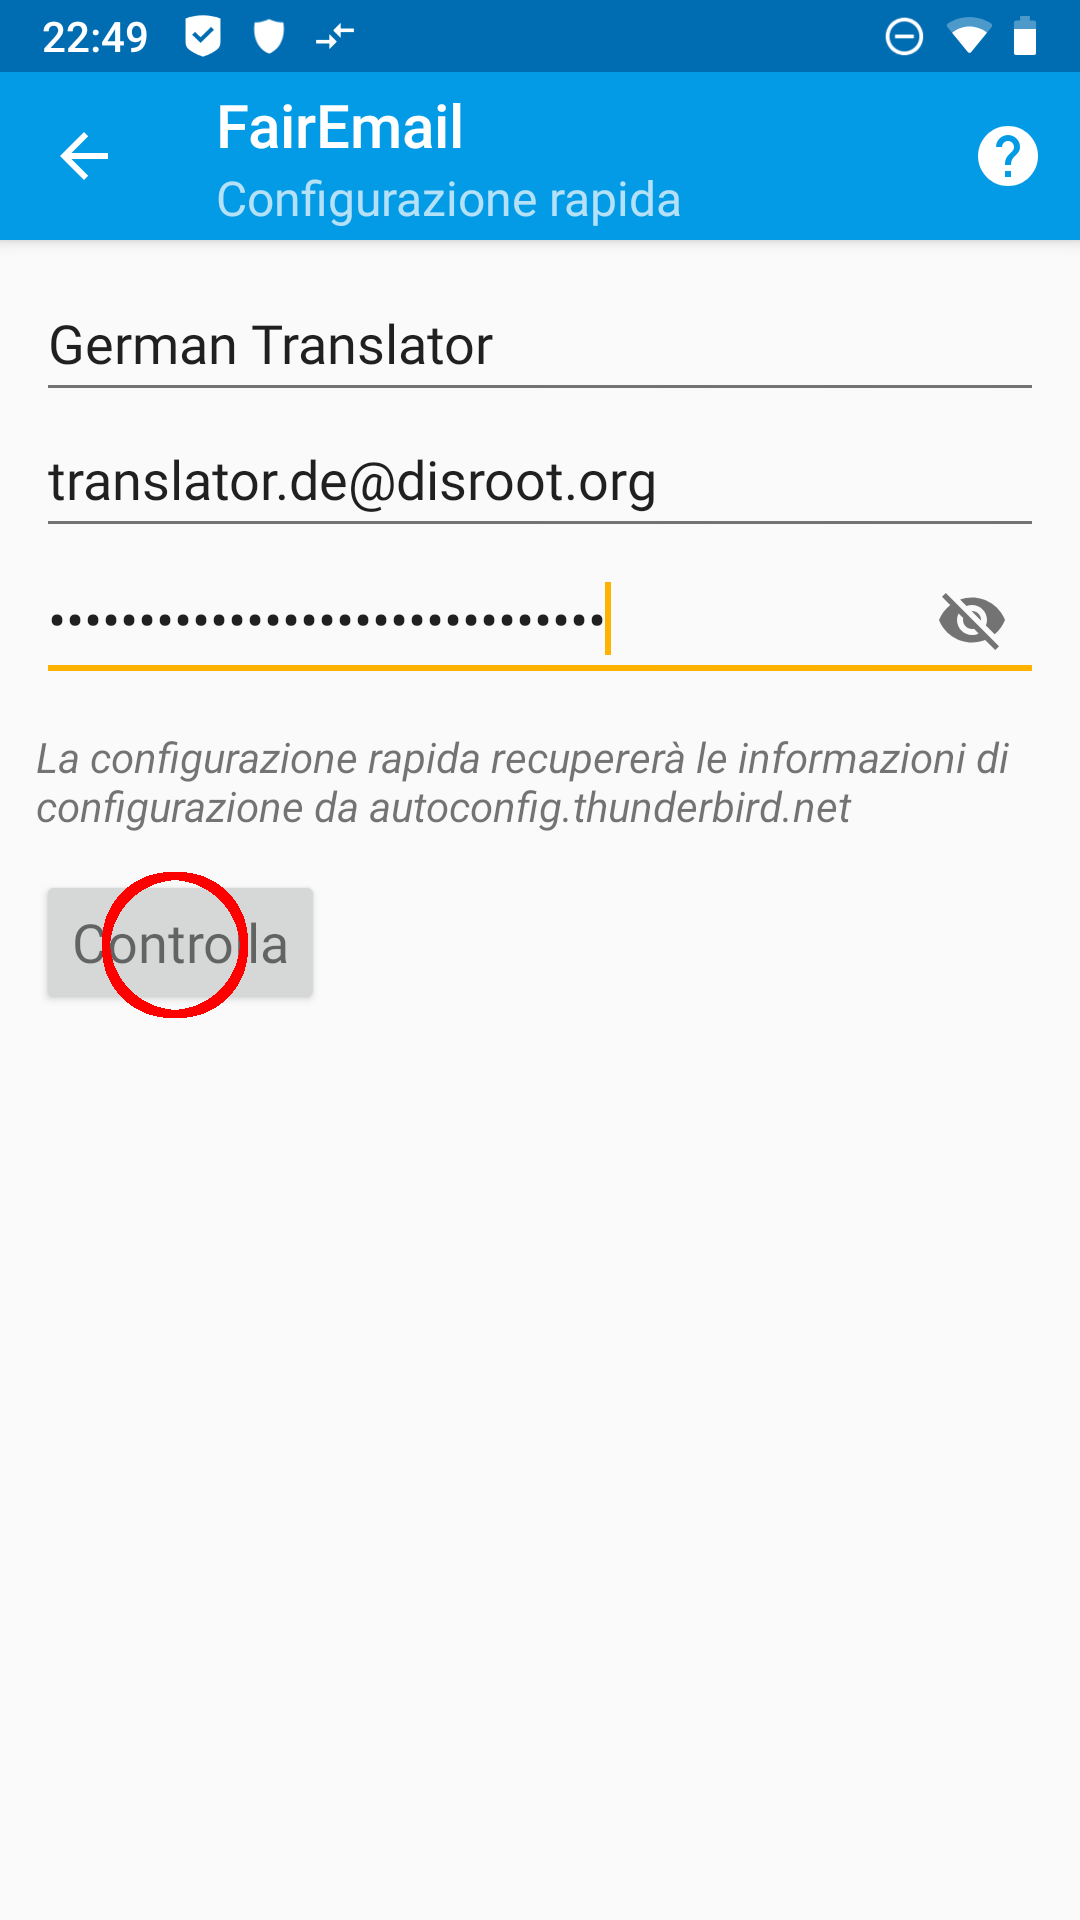 22:49
FairEmail
Configurazione rapida
German Translator
translator.de@disroot.org
•••••••••••••••••••••••••••••••
La configurazione rapida recupererà le informazioni di
configurazione da autoconfig.thunderbird.net
Controlla